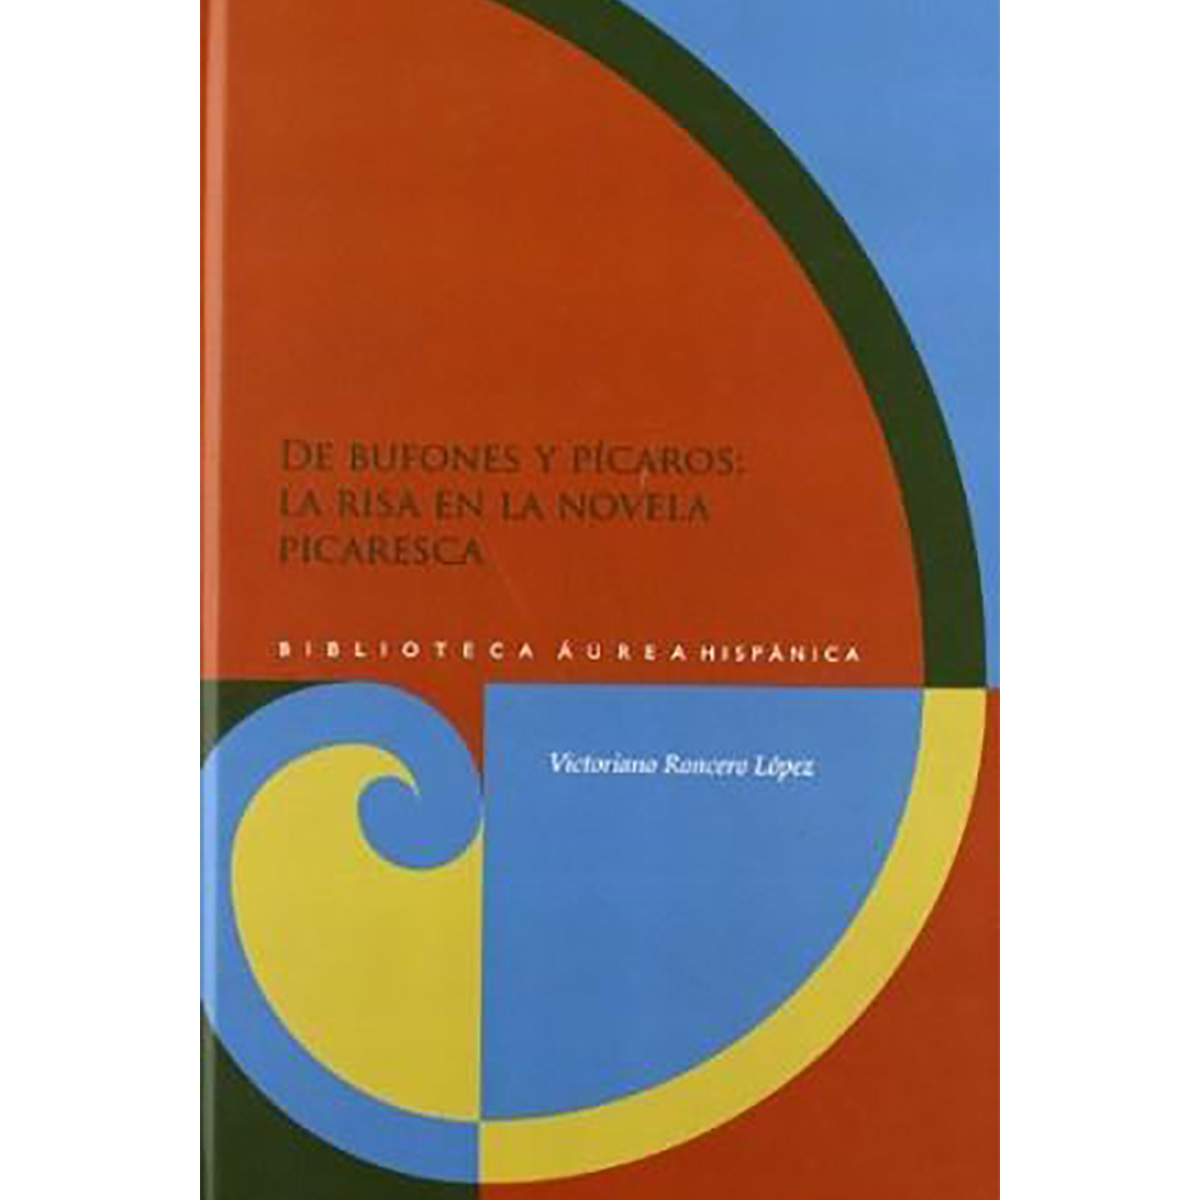 DE BUFONES Y PÍCAROS:
LA RISA EN LA NOVELA
PICARESCA
BIBLIOTECA ÁUREA HISPÁNICA
Victoriano Roncero López